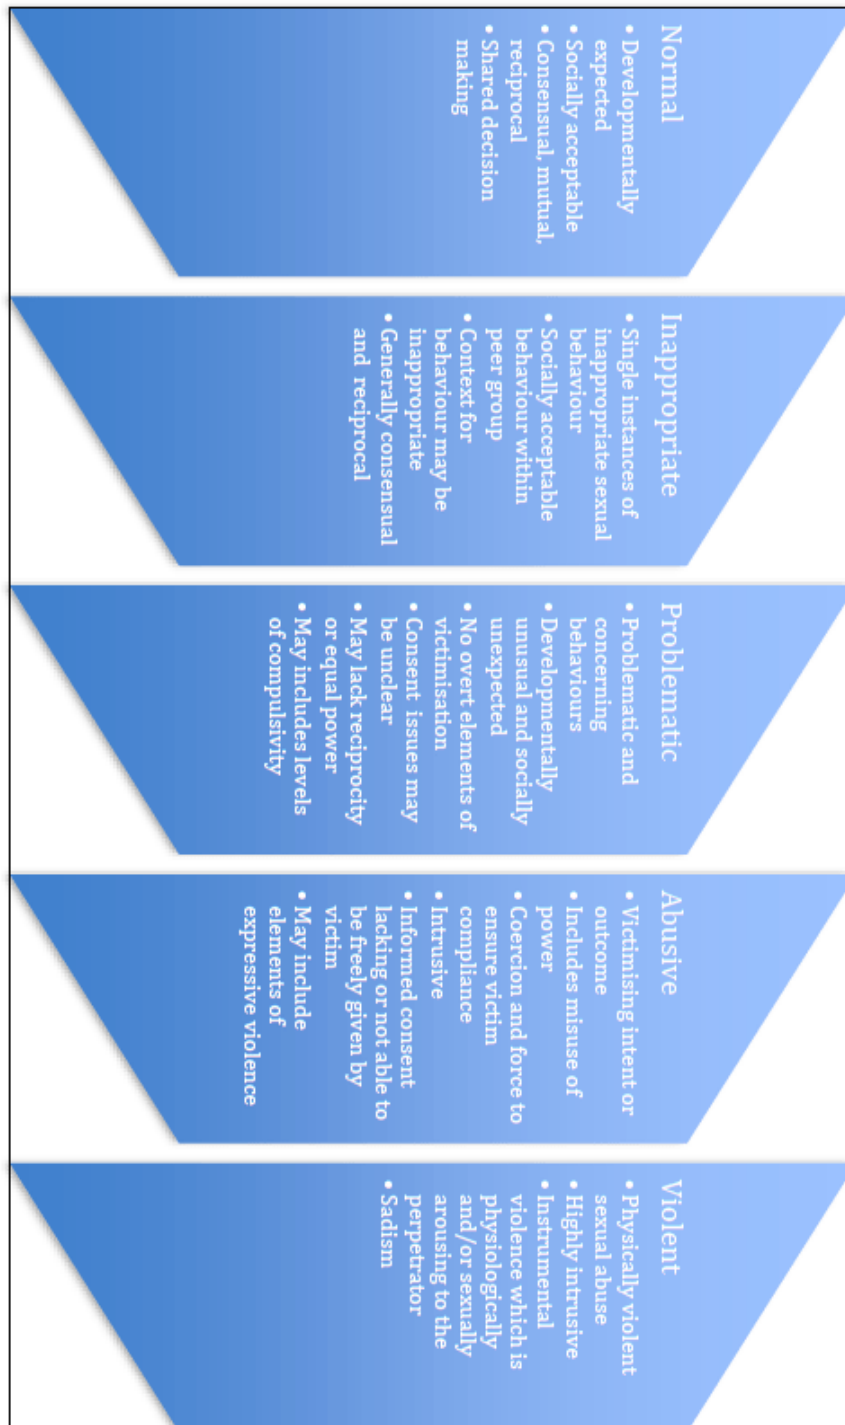 Normal
• Developmentally
expected
• Socially acceptable
• Consensual, mutual,
reciprocal
• Shared decision
making
Inappropriate
• Single instances of
inappropriate sexual
behaviour
• Socially acceptable
behaviour within
peer group
• Context for
behaviour may be
inappropriate
• Generally consensual
and reciprocal
Problematic
• Problematic and
concerning
behaviours
• Developmentally
unusual and socially
unexpected
• No overt elements of
victimisation
• Consent issues may
be unclear
• May lack reciprocity
or equal power
• May includes levels
of compulsivity
Abusive
• Victimising intent or
outcome
• Includes misuse of
power
• Coercion and force to
ensure victim
compliance
• Intrusive
• Informed consent
lacking or not able to
be freely given by
victim
• May include
elements of
expressive violence
Violent
• Physically violent
sexual abuse
• Highly intrusive
• Instrumental
violence which is
physiologically
and/or sexually
arousing to the
perpetrator
• Sadism